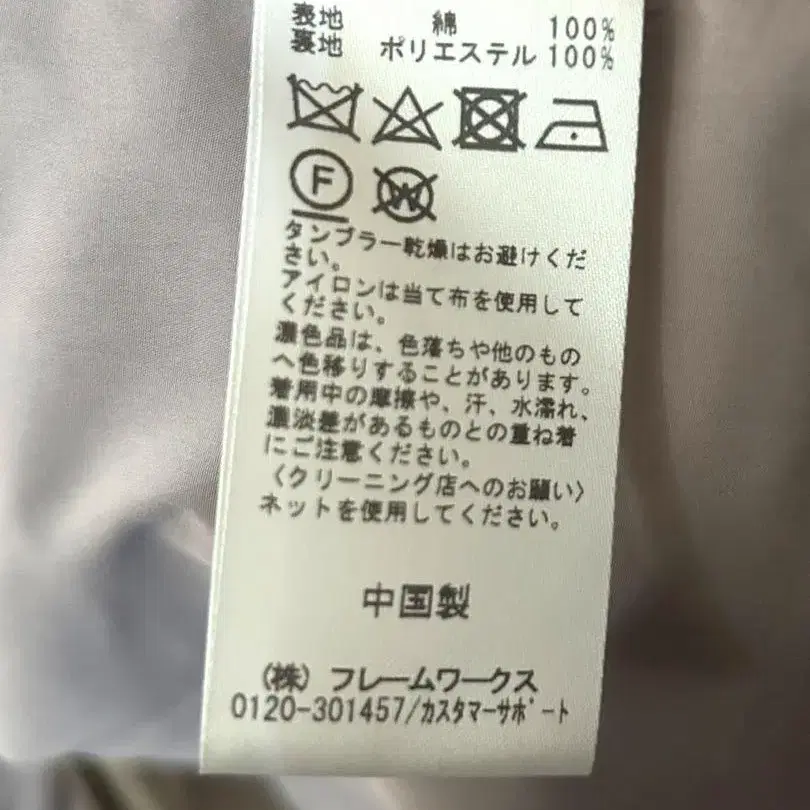 表地 綿 100%
裏地 ポリエステル 100%
F
W
タンブラー乾燥はお避けくだ
さい。
アイロンは当て布を使用して
ください。
濃色品は、色落ちや他のもの
へ色移りすることがあります。
着用中の摩擦や、汗、水濡れ、
濃淡差があるものとの重ね着
にご注意ください。
〈クリーニング店へのお願い〉
ネットを使用してください。
中国製
(株) フレームワークス
0120-301457/カスタマーサポート